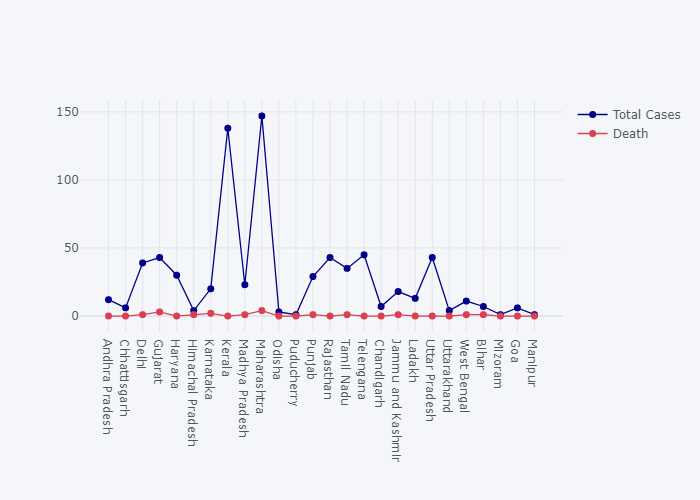 150
100
50
0
Total Cases
Death
Andhra Pradesh
Chhattisgarh
Delhi
Gujarat
Haryana
Himachal Pradesh
Karnataka
Kerala
Madhya Pradesh
Maharashtra
Odisha
Puducherry
Punjab
Rajasthan
Tamil Nadu
Telengana
Chandigarh
Jammu and Kashmir
Ladakh
Uttar Pradesh
Uttarakhand
West Bengal
Bihar
Mizoram
Goa
Manipur